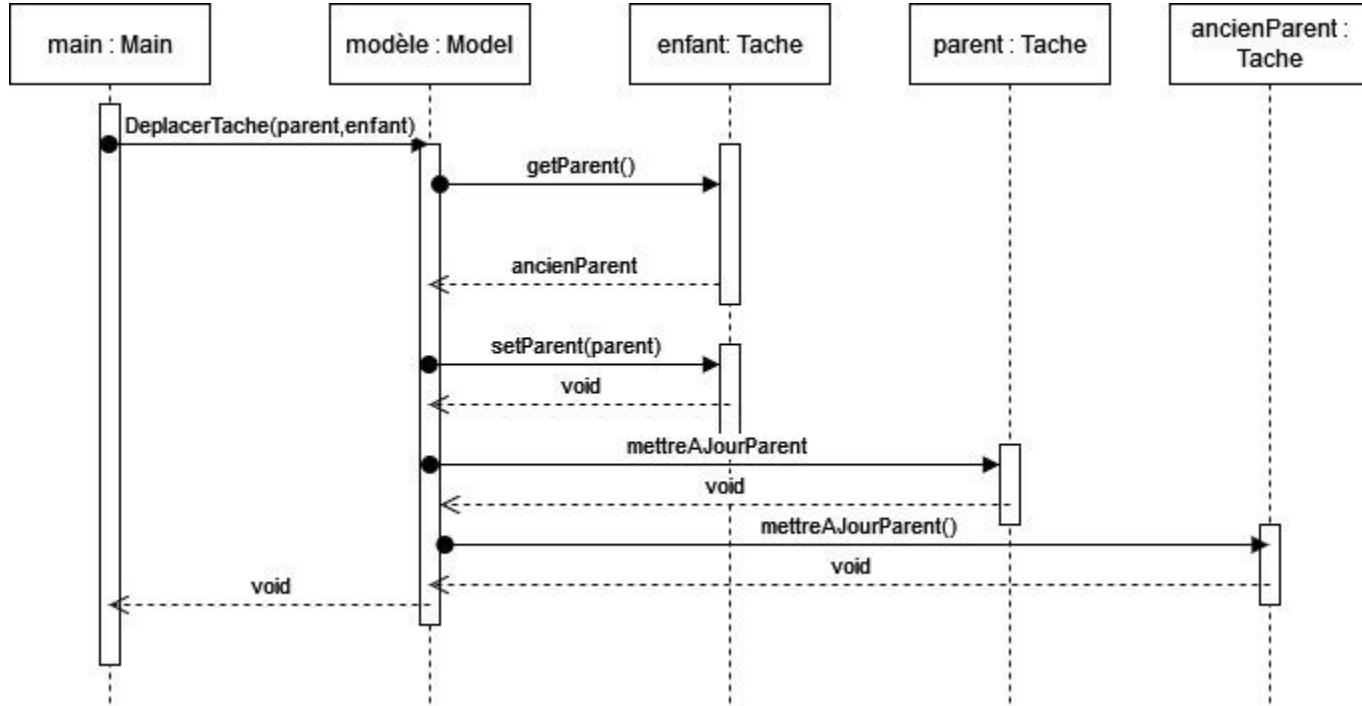 main : Main
modèle : Model
enfant: Tache
parent : Tache
ancienParent :
Tache
DeplacerTache(parent,enfant)
getParent()
ancienParent
setParent(parent)
void
mettreAJourParent
void
mettreAJourParent()
void
void